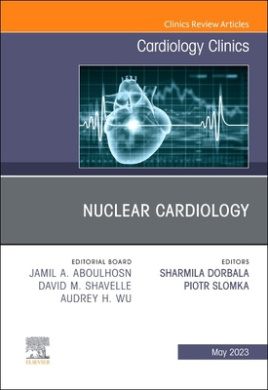 Clinics Review Articles
Cardiology Clinics
NUCLEAR CARDIOLOGY
EDITORIAL BOARD
JAMIL A. ABOULHOSN
DAVID M. SHAVELLE
AUDREY H. WU
EDITORS
SHARMILA DORBALA
PIOTR SLOMKA
ELSEVIER
May 2023